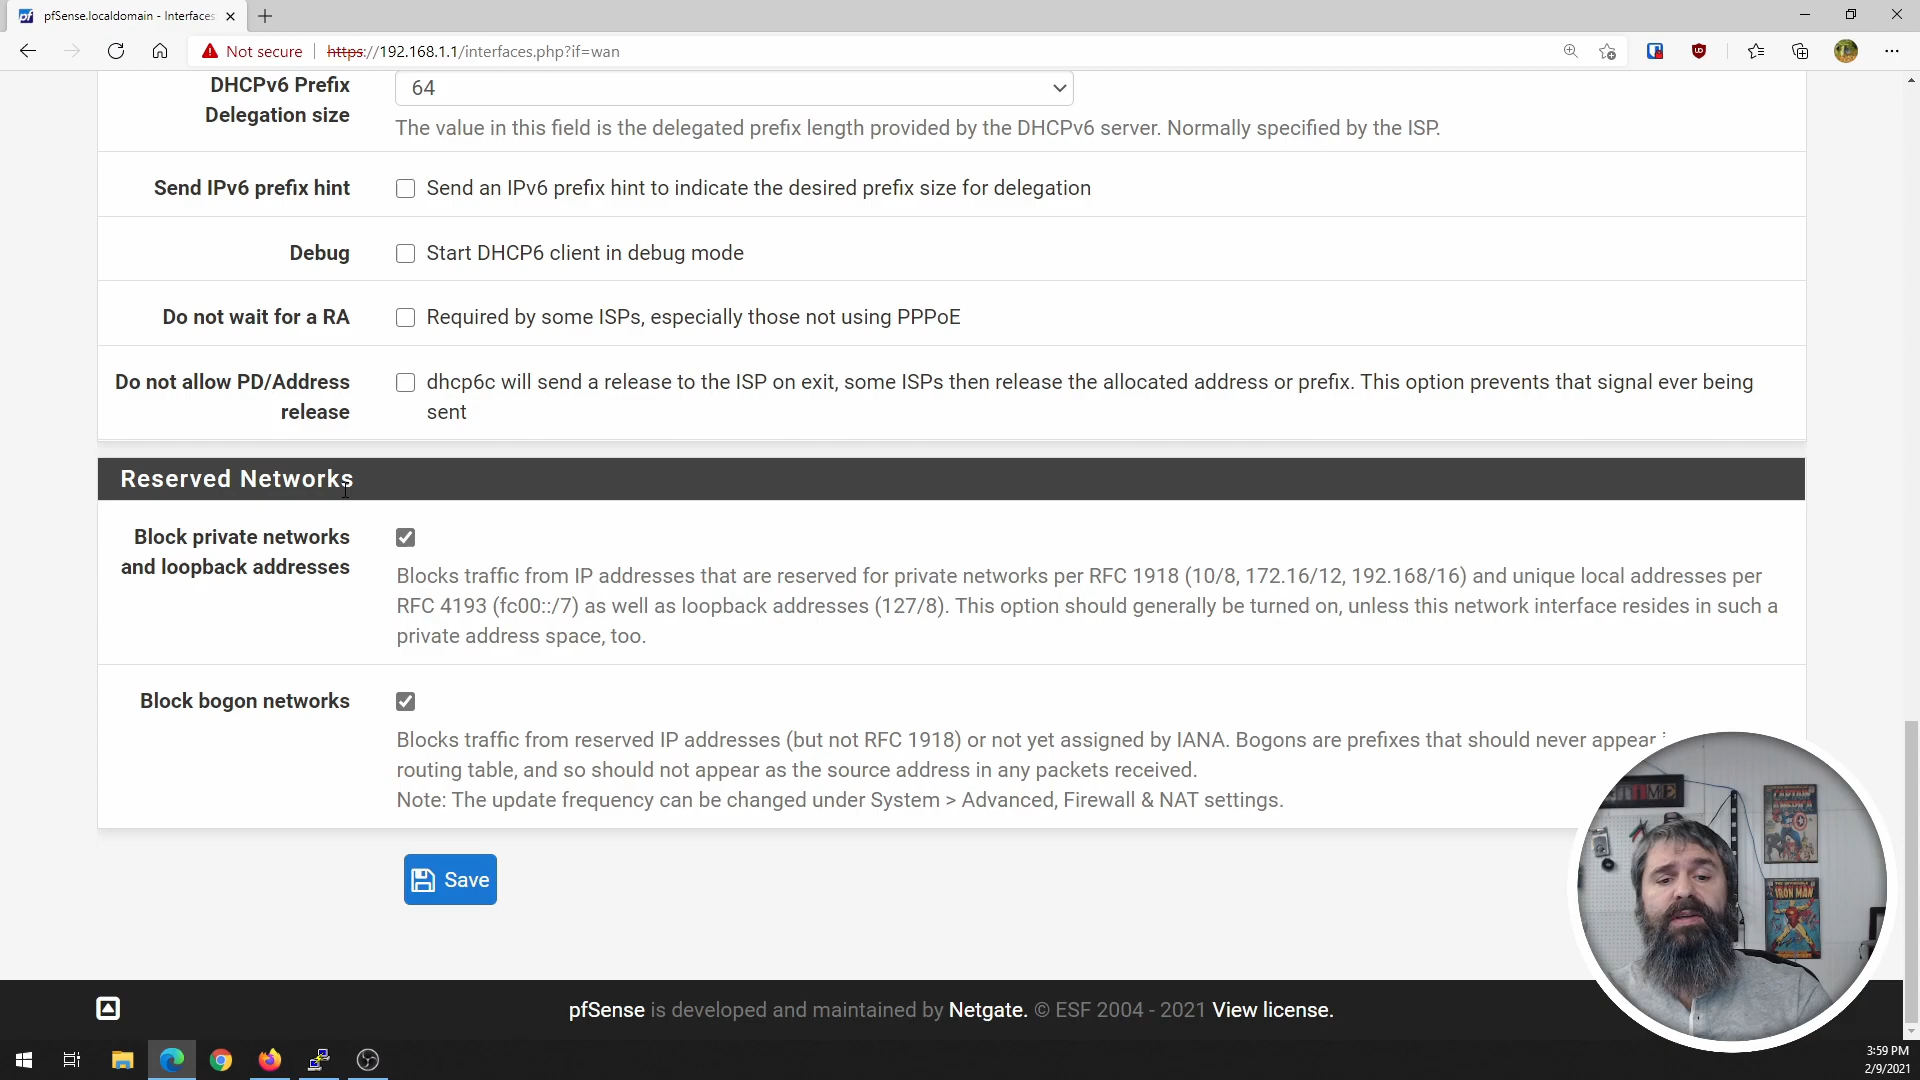 pfSense.localdomain - Interfaces
Not secure
https://192.168.1.1/interfaces.php?if=wan
DHCPv6 Prefix
Delegation size
64
The value in this field is the delegated prefix length provided by the DHCPv6 server. Normally specified by the ISP.
Send IPv6 prefix hint
Send an IPv6 prefix hint to indicate the desired prefix size for delegation
Debug
Start DHCP6 client in debug mode
Do not wait for a RA
Required by some ISPs, especially those not using PPPoE
Do not allow PD/Address
release
dhcp6c will send a release to the ISP on exit, some ISPs then release the allocated address or prefix. This option prevents that signal ever being
sent
Reserved Networks
Block private networks
and loopback addresses
Blocks traffic from IP addresses that are reserved for private networks per RFC 1918 (10/8, 172.16/12, 192.168/16) and unique local addresses per
RFC 4193 (fc00::/7) as well as loopback addresses (127/8). This option should generally be turned on, unless this network interface resides in such a
private address space, too.
Block bogon networks
Blocks traffic from reserved IP addresses (but not RFC 1918) or not yet assigned by IANA. Bogons are prefixes that should never appear
routing table, and so should not appear as the source address in any packets received.
Note: The update frequency can be changed under System > Advanced, Firewall & NAT settings.
Save
CAPTAIN
AMERICA
IRON MAN
pfSense is developed and maintained by Netgate. © ESF 2004 - 2021 View license.
3:59 PM
2/9/2021